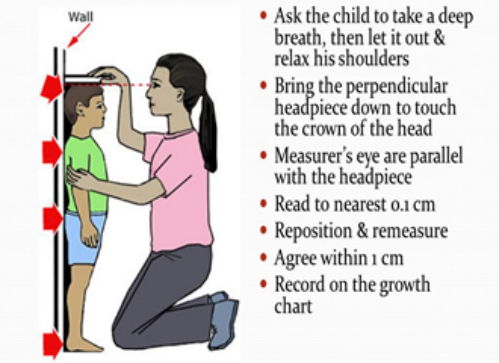 Wall
• Ask the child to take a deep
breath, then let it out &
relax his shoulders
• Bring the perpendicular
headpiece down to touch
the crown of the head
• Measurer's eye are parallel
with the headpiece
• Read to nearest 0.1 cm
• Reposition & remeasure
• Agree within 1 cm
• Record on the growth
chart